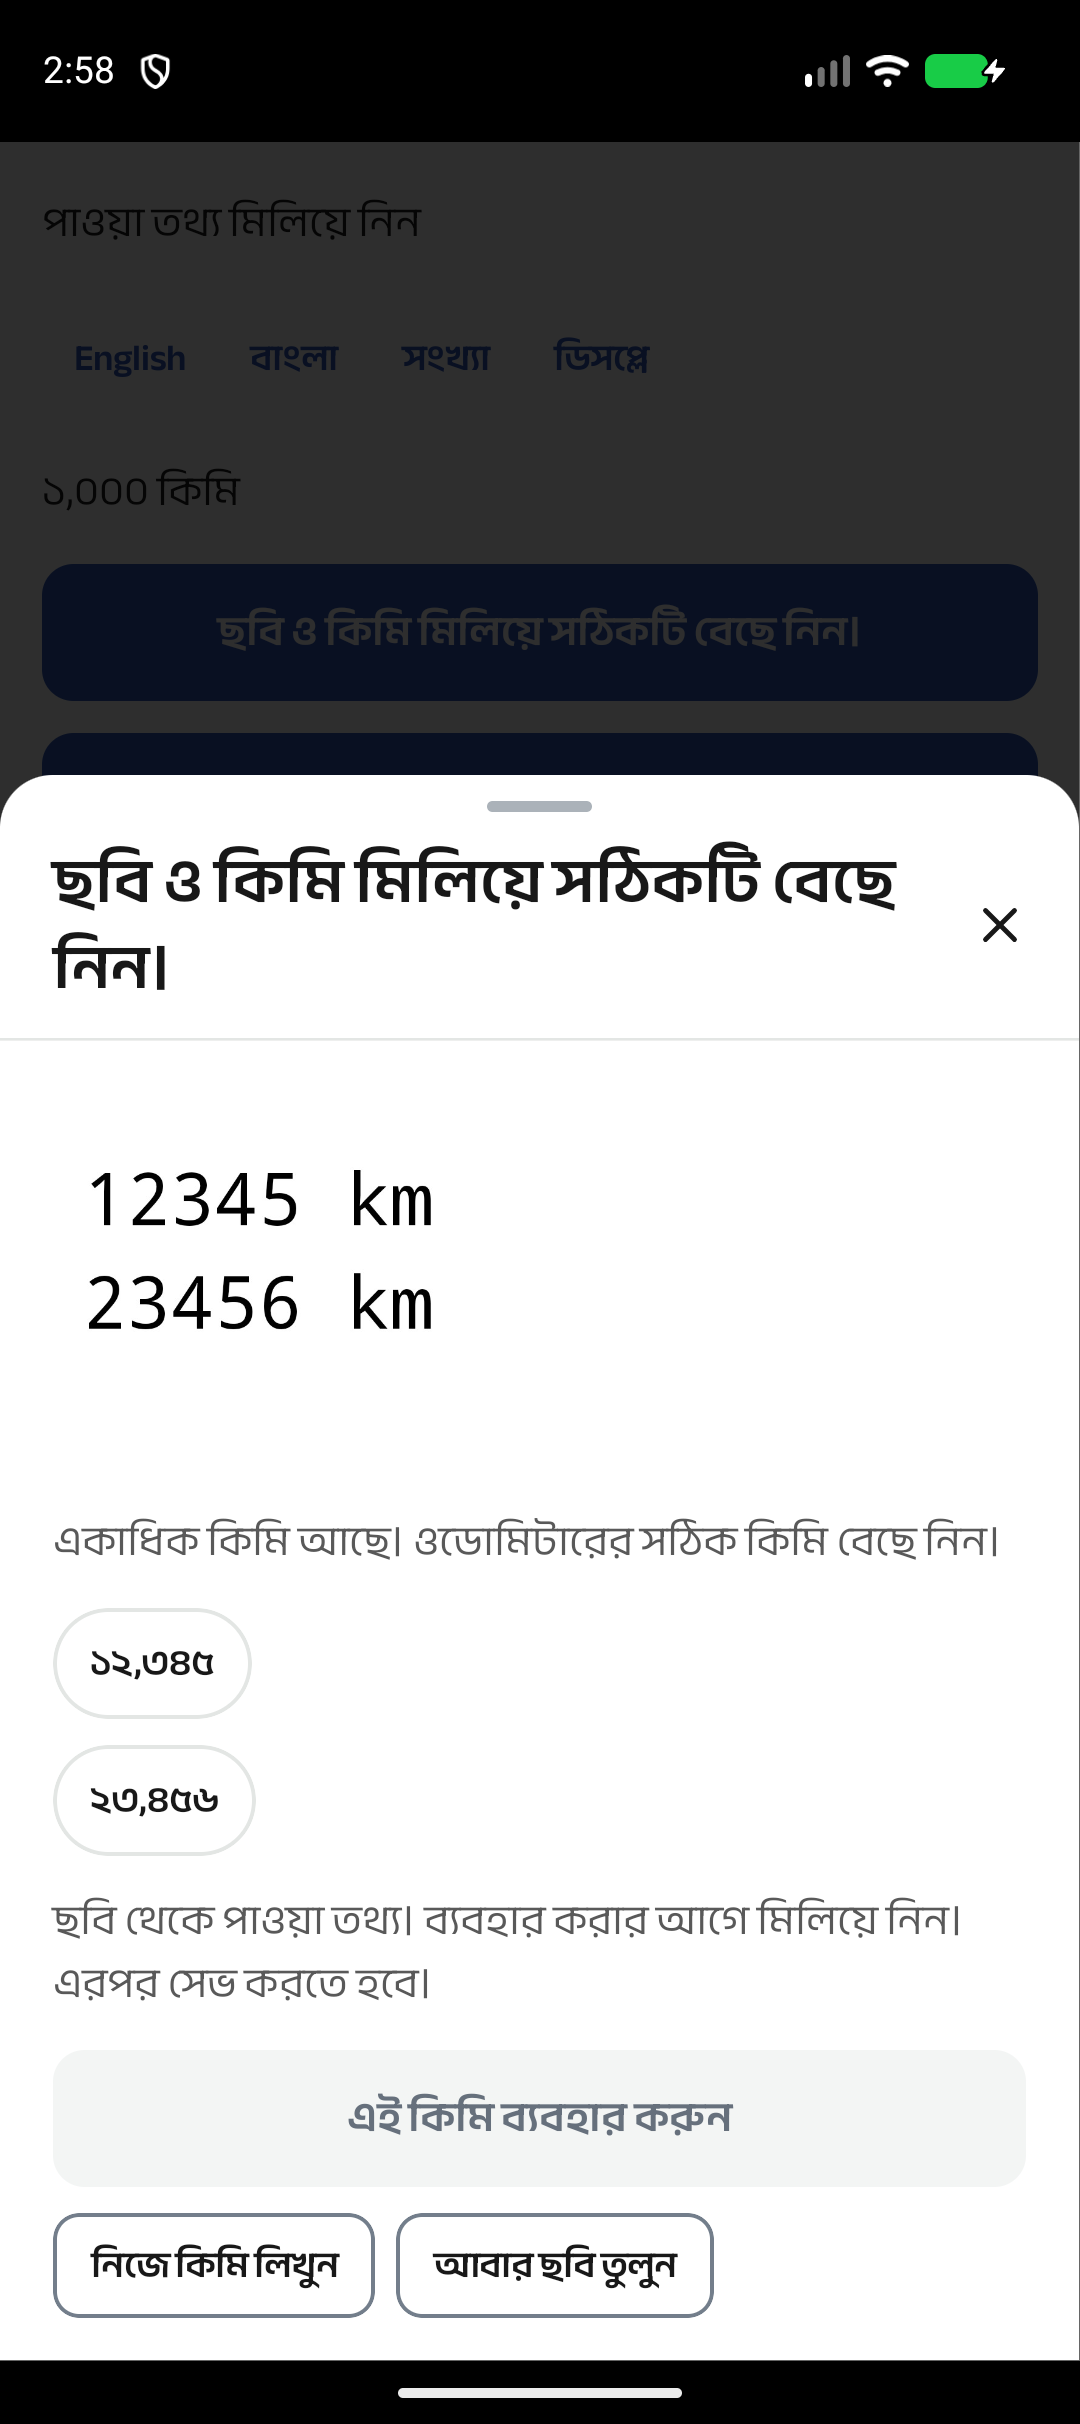 2:58
পাওয়া তথ্য মিলিয়ে নিন
English বাংলা সংখ্যা ডিসপ্লে
১,০০০ কিমি
ছবি ও কিমি মিলিয়ে সঠিকটি বেছে নিন।
ছবি ও কিমি মিলিয়ে সঠিকটি বেছে
নিন।
12345 km
23456 km
একাধিক কিমি আছে। ওডোমিটারের সঠিক কিমি বেছে নিন।
১২,৩৪৫
২৩,৪৫৬
ছবি থেকে পাওয়া তথ্য। ব্যবহার করার আগে মিলিয়ে নিন।
এরপর সেভ করতে হবে।
এই কিমি ব্যবহার করুন
নিজে কিমি লিখুন আবার ছবি তুলুন